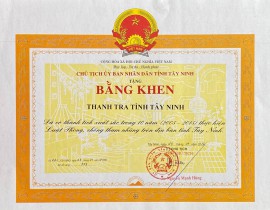 CỘNG HÒA XÃ HỘI CHỦ NGHĨA VIỆT NAM
Độc lập - Tự do - Hạnh phúc
CHỦ TỊCH ỦY BAN NHÂN DÂN TỈNH TÂY NINH
TẶNG
BẰNG KHEN
THANH TRA TỈNH TÂY NINH
Đã có thành tích xuất sắc trong 10 năm (2005 - 2015) thực hiện
Luật Phòng, chống tham nhũng trên địa bàn tỉnh Tây Ninh.